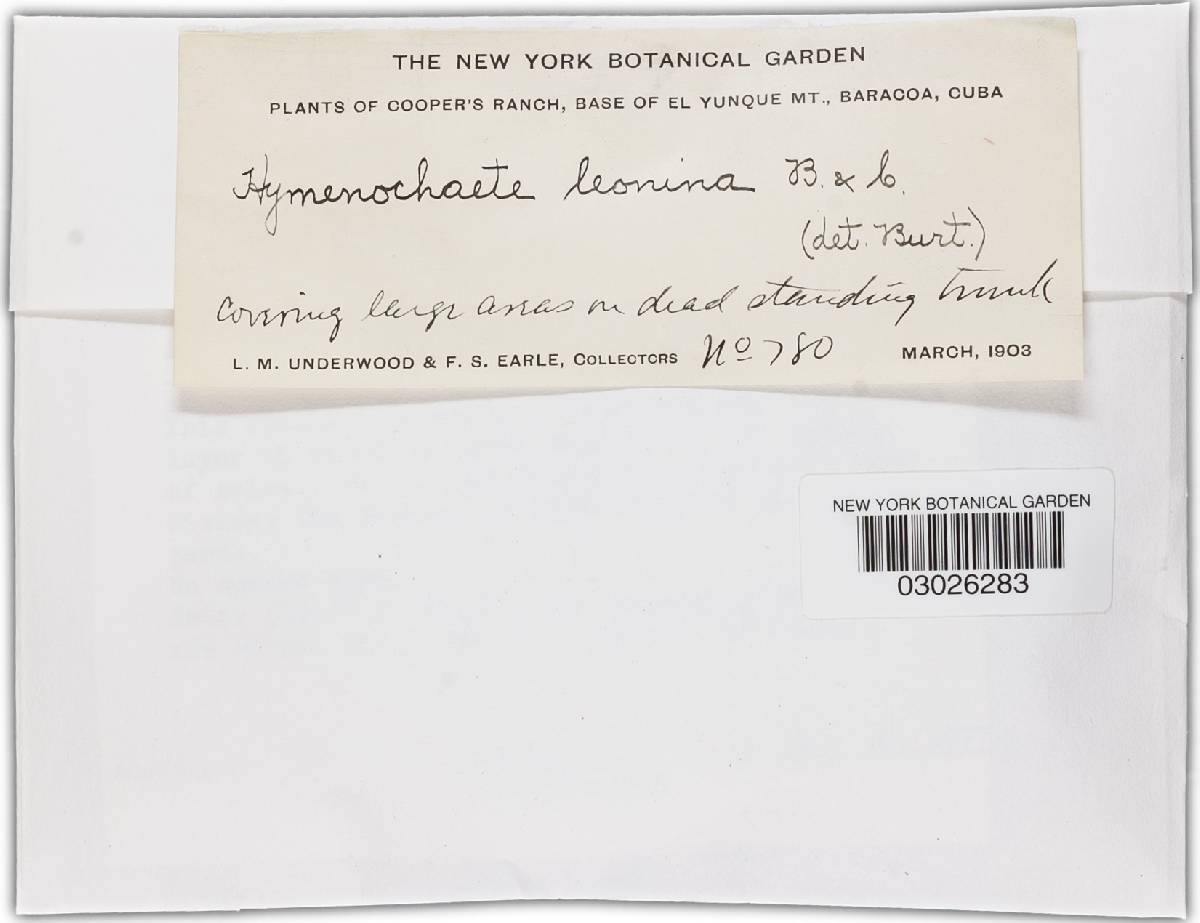 THE NEW YORK BOTANICAL GARDEN
PLANTS OF COOPER'S RANCH, BASE OF EL YUNQUE MT., BARACOA, CUBA
Hymenochaete leonina B. & C.
(det. Burt.)
Covering large areas on dead standing trunk
L. M. UNDERWOOD & F. S. EARLE, COLLECTORS No 780 MARCH, 1903
NEW YORK BOTANICAL GARDEN
03026283